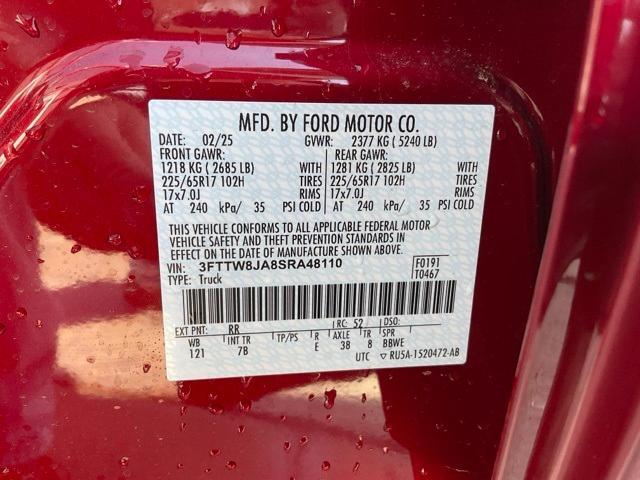 MFD. BY FORD MOTOR CO.
DATE: 02/25 GVWR: 2377 KG ( 5240 LB)
FRONT GAWR: REAR GAWR:
1218 KG ( 2685 LB) WITH 1281 KG ( 2825 LB) WITH
225/65R17 102H TIRES 225/65R17 102H TIRES
17x7.0J RIMS 17x7.0J RIMS
AT 240 kPa/ 35 PSI COLD AT 240 kPa/ 35 PSI COLD
THIS VEHICLE CONFORMS TO ALL APPLICABLE FEDERAL MOTOR
VEHICLE SAFETY AND THEFT PREVENTION STANDARDS IN
EFFECT ON THE DATE OF MANUFACTURE SHOWN ABOVE.
VIN: 3FTTW8JA8SRA48110 F0191
TYPE: Truck T0467
EXT PNT: RR RC: 52 DSO:
WB INT TR TP/PS R AXLE TR SPR
121 7B E 38 8 BBWE
UTC RU5A-1520472-AB